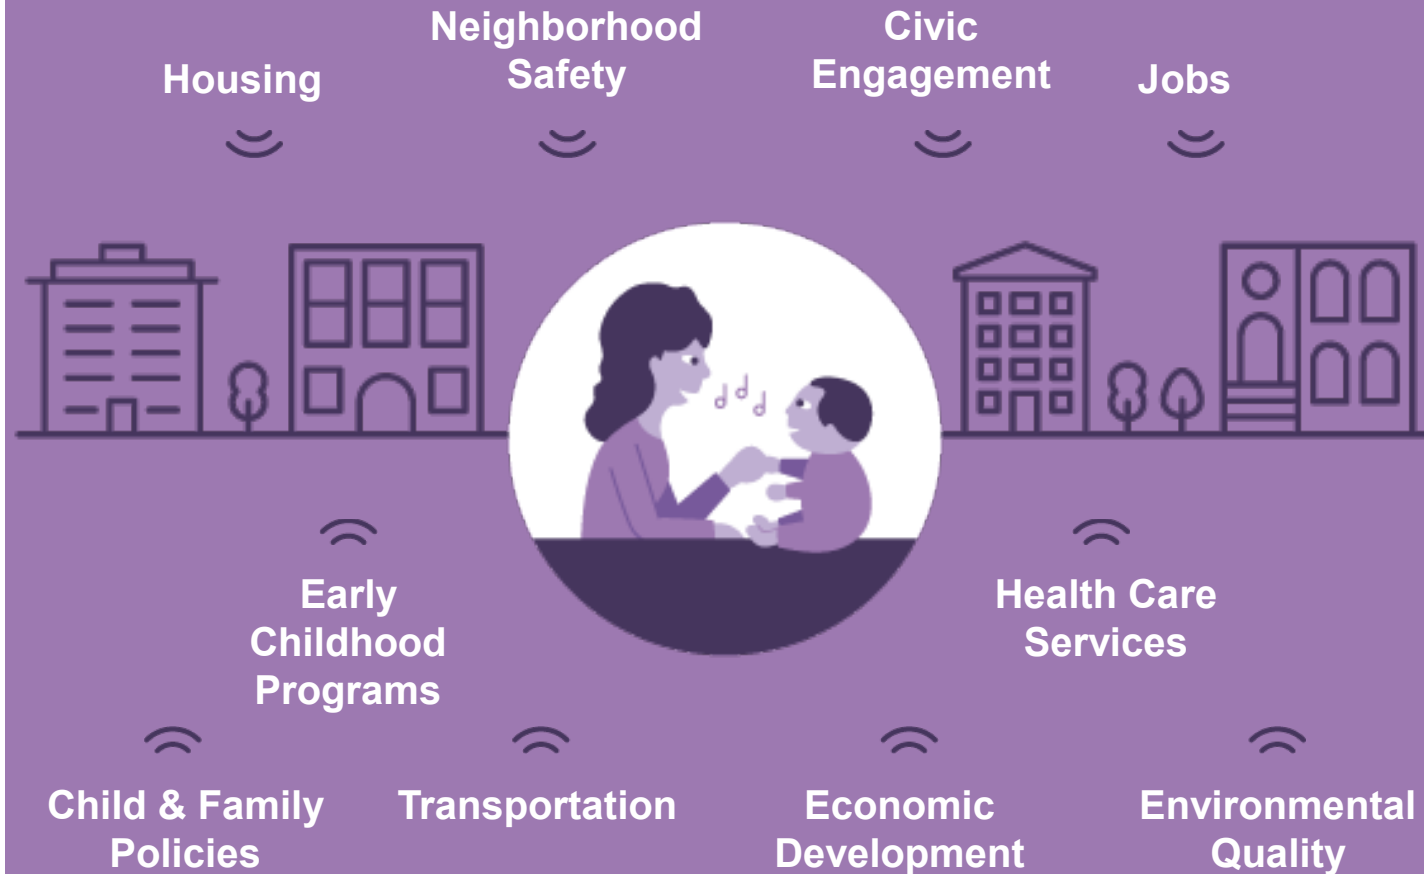 Housing
Neighborhood
Safety
Civic
Engagement
Jobs
Early
Childhood
Programs
Health Care
Services
Child & Family
Policies
Transportation
Economic
Development
Environmental
Quality